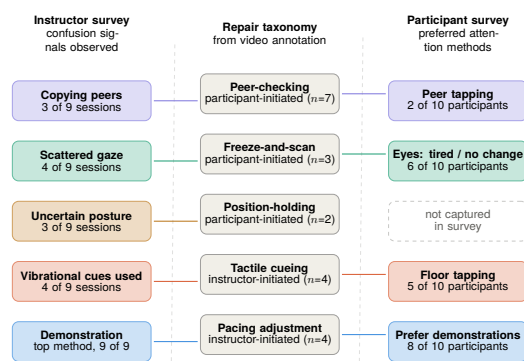 Instructor survey
confusion sig-
nals observed
Repair taxonomy
from video annotation
Participant survey
preferred atten-
tion methods
Copying peers
3 of 9 sessions
Peer-checking
participant-initiated (n=7)
Peer tapping
2 of 10 participants
Scattered gaze
4 of 9 sessions
Freeze-and-scan
participant-initiated (n=3)
Eyes: tired / no change
6 of 10 participants
Uncertain posture
3 of 9 sessions
Position-holding
participant-initiated (n=2)
not captured
in survey
Vibrational cues used
4 of 9 sessions
Tactile cueing
instructor-initiated (n=4)
Floor tapping
5 of 10 participants
Demonstration
top method, 9 of 9
Pacing adjustment
instructor-initiated (n=4)
Prefer demonstrations
8 of 10 participants